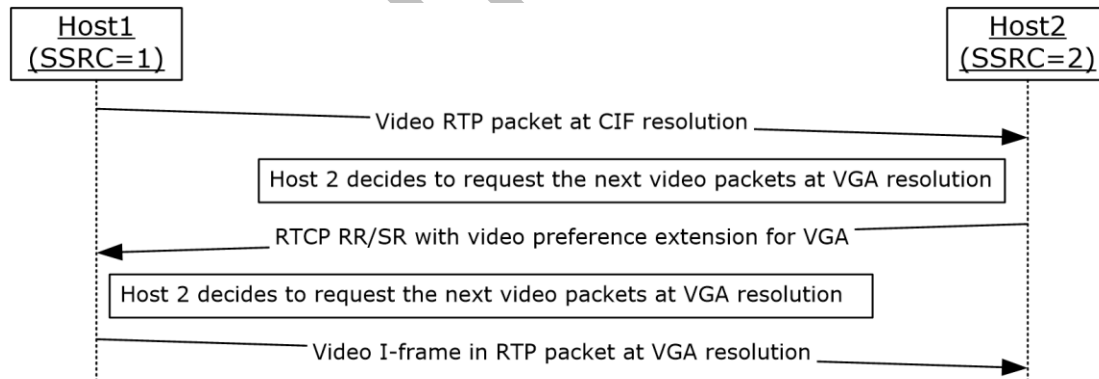 Host1
(SSRC=1)
Host2
(SSRC=2)
Video RTP packet at CIF resolution
Host 2 decides to request the next video packets at VGA resolution
RTCP RR/SR with video preference extension for VGA
Host 2 decides to request the next video packets at VGA resolution
Video I-frame in RTP packet at VGA resolution